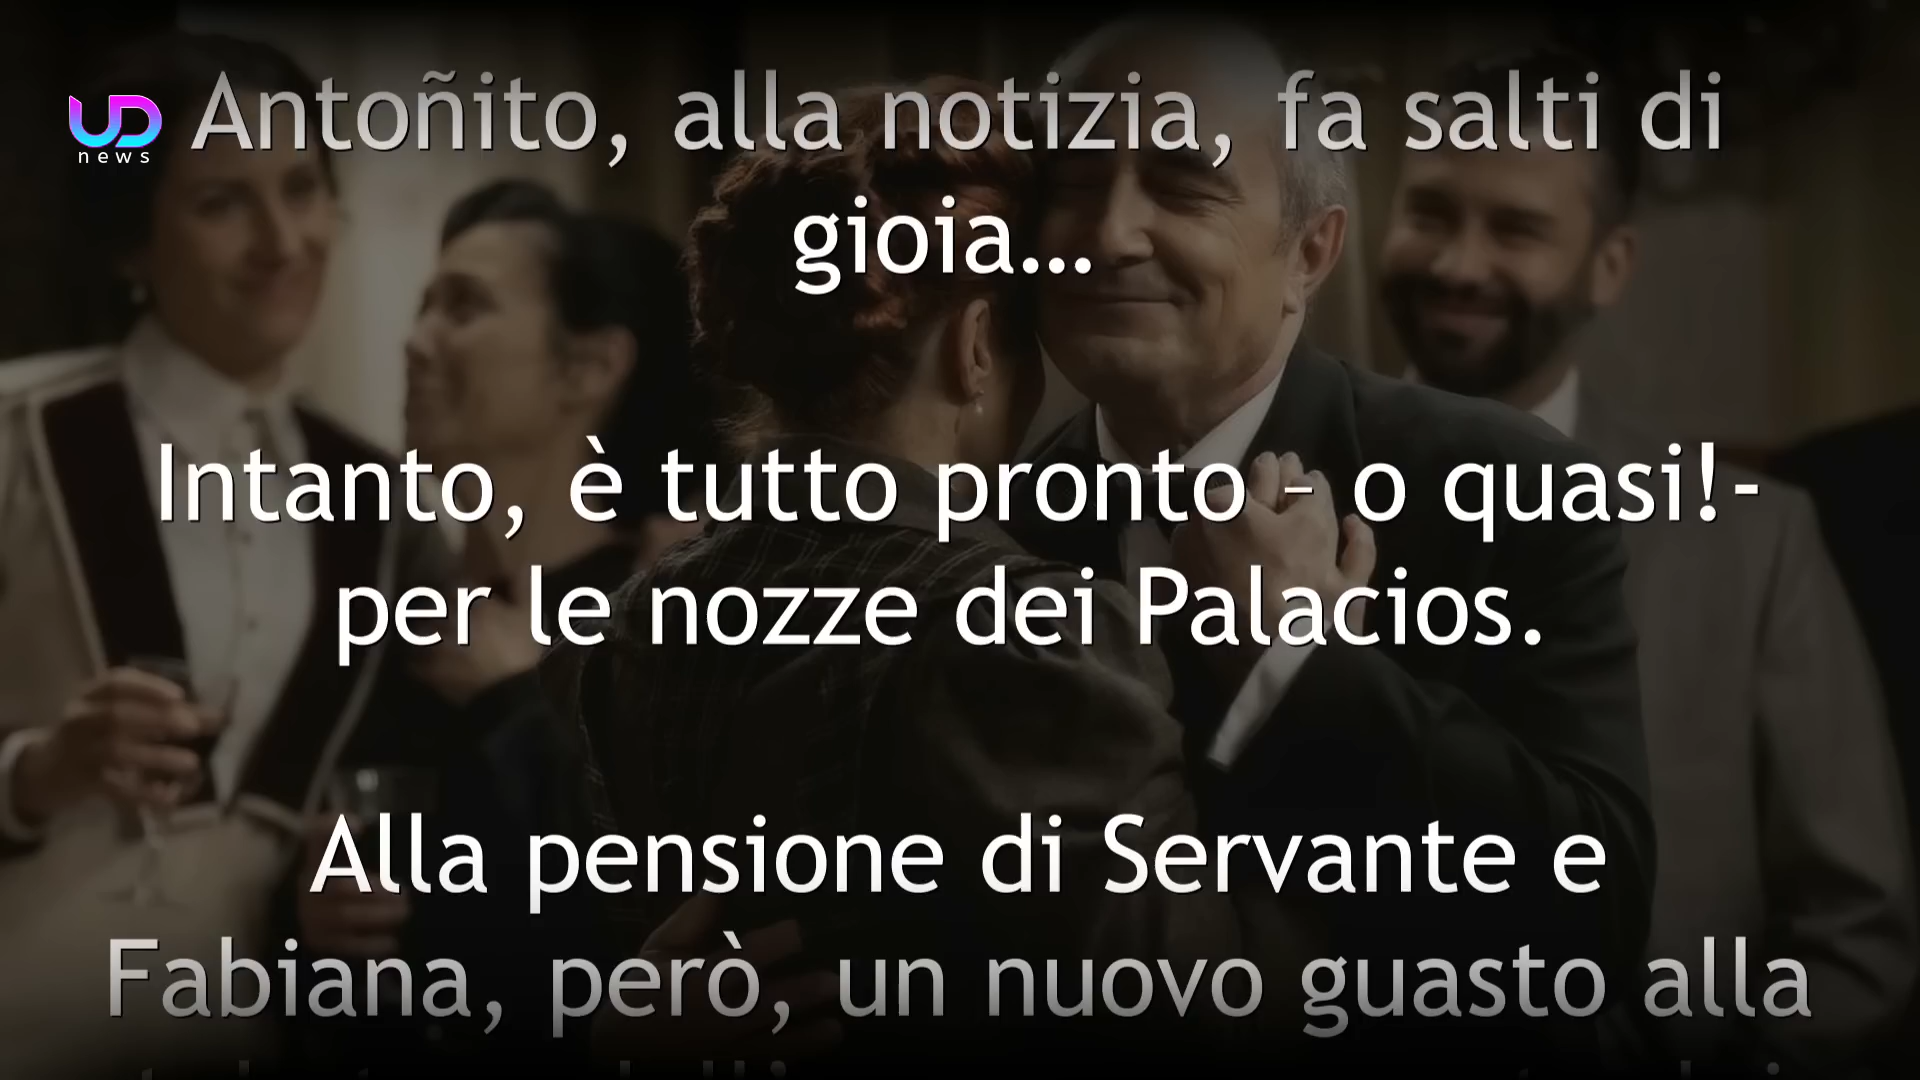 UD
news
Antoñito, alla notizia, fa salti di
gioia...
Intanto, è tutto pronto – o quasi!-
per le nozze dei Palacios.
Alla pensione di Servante e
Fabiana, però, un nuovo guasto alla